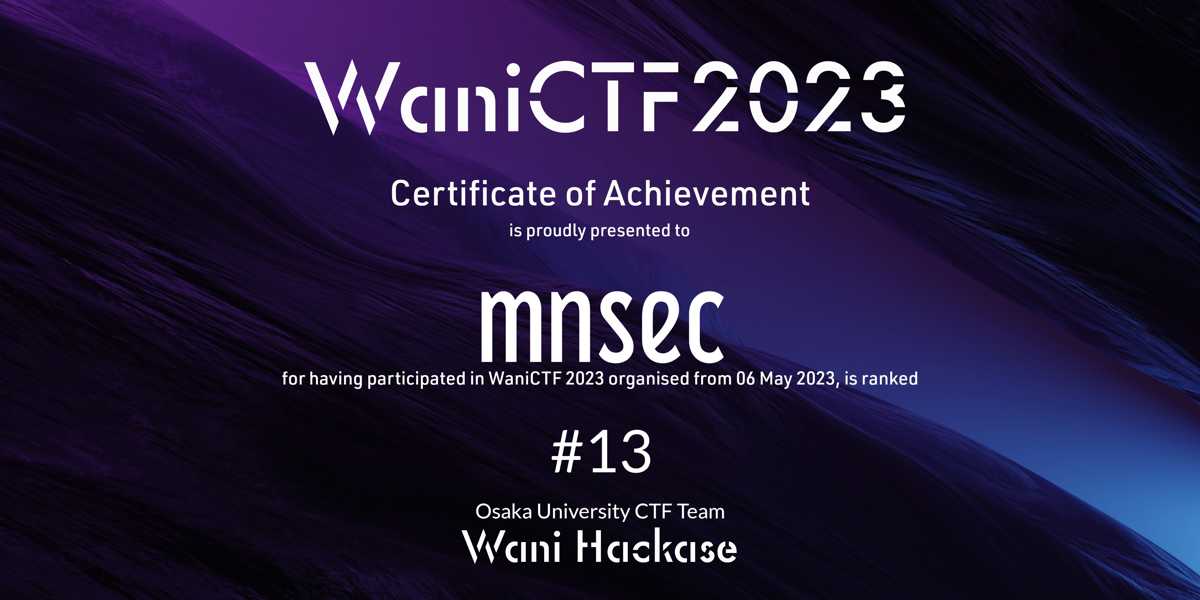 WaniCTF2023
Certificate of Achievement
is proudly presented to
mnsec
for having participated in WaniCTF 2023 organised from 06 May 2023, is ranked
#13
Osaka University CTF Team
Wani Hackase